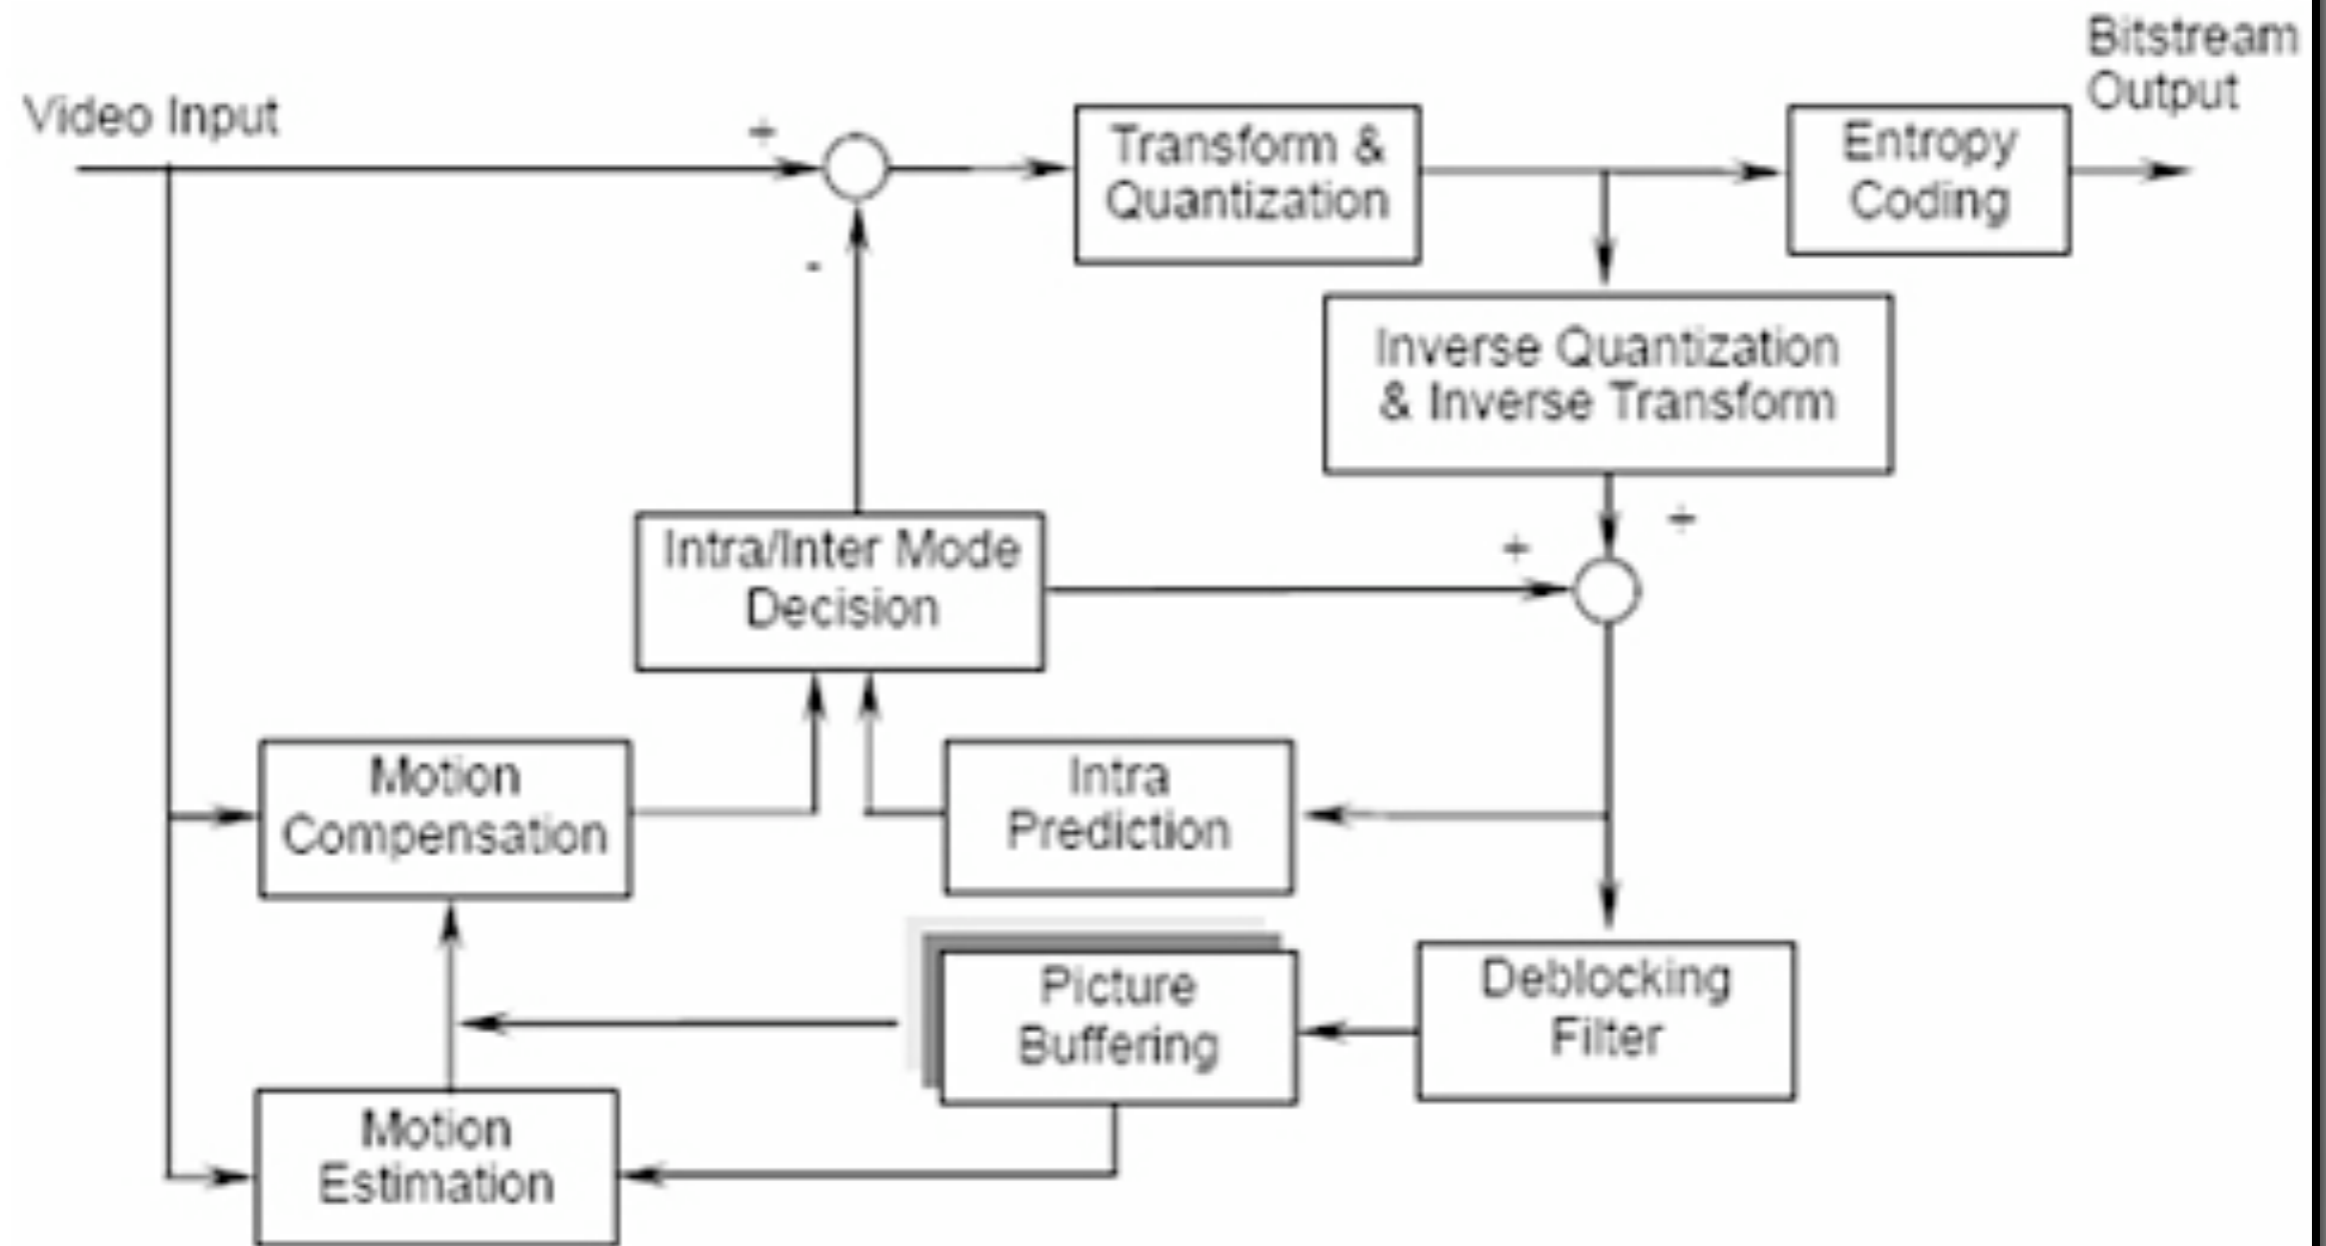 Bitstream
Output
Video Input
+
Transform &
Quantization
Entropy
Coding
-
Inverse Quantization
& Inverse Transform
+
+
Intra/Inter Mode
Decision
Motion
Compensation
Intra
Prediction
Picture
Buffering
Deblocking
Filter
Motion
Estimation